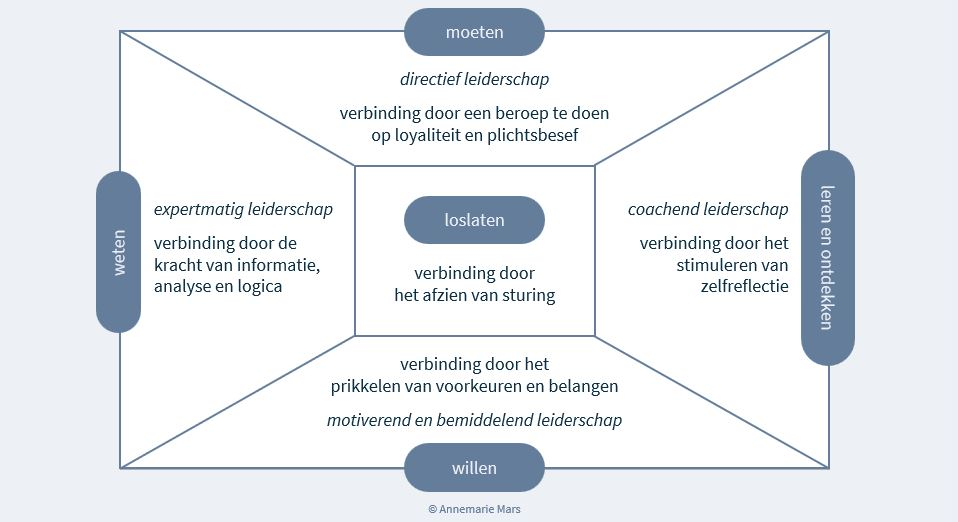 moeten
directief leiderschap
verbinding door een beroep te doen
op loyaliteit en plichtsbesef
weten
expertmatig leiderschap
verbinding door de
kracht van informatie,
analyse en logica
loslaten
verbinding door
het afzien van sturing
coachend leiderschap
verbinding door het
stimuleren van
zelfreflectie
leren en ontdekken
verbinding door het
prikkelen van voorkeuren en belangen
motiverend en bemiddelend leiderschap
willen
© Annemarie Mars